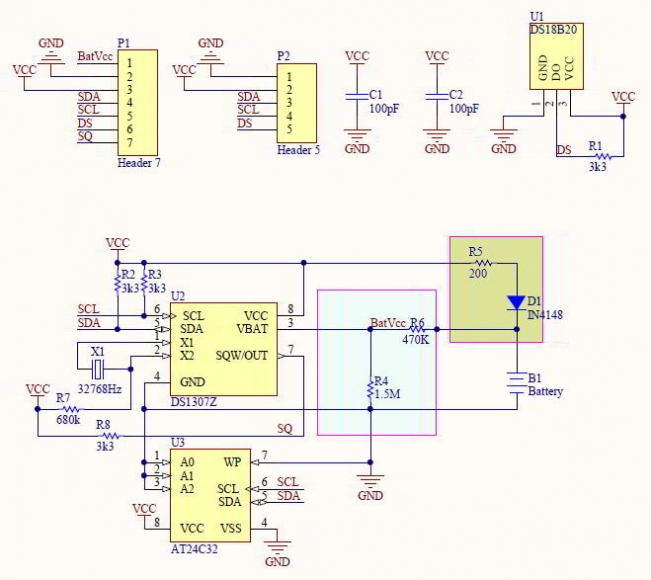 P1
GND
BatVcc
VCC
SDA
SCL
DS
SQ
1
2
3
4
5
6
7
Header 7
P2
GND
VCC
SDA
SCL
DS
1
2
3
4
5
Header 5
VCC
C1
100pF
GND
VCC
C2
100pF
GND
U1
DS18B20
GND
DO
VCC
1
2
3
GND
DS
VCC
R1
3k3
VCC
R2
3k3
R3
3k3
SCL
SDA
U2
6
5
1
2
4
SCL
SDA
X1
X2
GND
VCC
VBAT
SQW/OUT
8
3
7
DS1307Z
X1
32768Hz
VCC
R7
680k
R8
3k3
SQ
BatVcc
R6
470K
R4
1.5M
GND
R5
200
D1
IN4148
B1
Battery
U3
1
2
3
A0
A1
A2
WP
7
SCL
6
SCL
SDA
5
SDA
VCC
8
VCC
VSS
4
GND
AT24C32